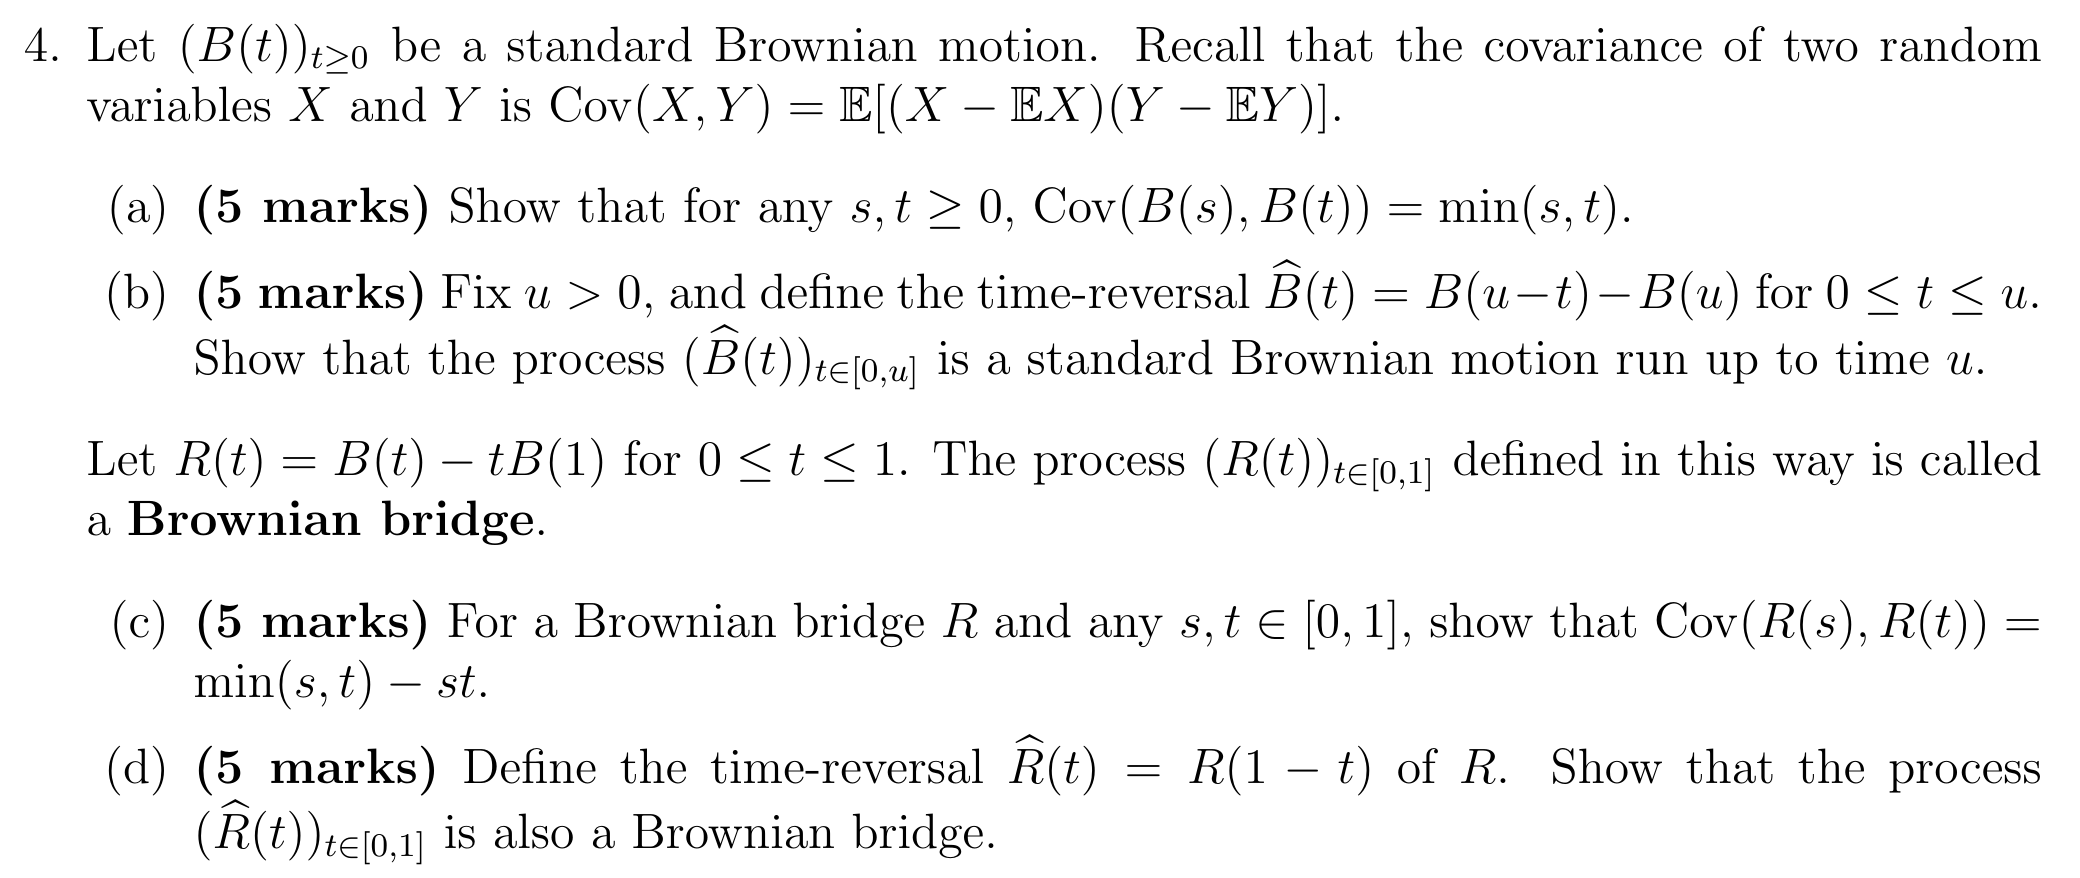 4. Let $(B(t))_{t\geq 0}$ be a standard Brownian motion. Recall that the covariance of two random
variables $X$ and $Y$ is $\mathrm{Cov}(X, Y) = \mathbb{E}[(X - \mathbb{E}X)(Y - \mathbb{E}Y)]$.
(a) **(5 marks)** Show that for any $s, t \geq 0$, $\mathrm{Cov}(B(s), B(t)) = \min(s, t)$.
(b) **(5 marks)** Fix $u > 0$, and define the time-reversal $\widehat{B}(t) = B(u-t) - B(u)$ for $0 \leq t \leq u$.
Show that the process $(\widehat{B}(t))_{t\in[0,u]}$ is a standard Brownian motion run up to time $u$.
Let $R(t) = B(t) - tB(1)$ for $0 \leq t \leq 1$. The process $(R(t))_{t\in[0,1]}$ defined in this way is called
a **Brownian bridge**.
(c) **(5 marks)** For a Brownian bridge $R$ and any $s, t \in [0, 1]$, show that $\mathrm{Cov}(R(s), R(t)) =$
$\min(s, t) - st$.
(d) **(5 marks)** Define the time-reversal $\widehat{R}(t) = R(1 - t)$ of $R$. Show that the process
$(\widehat{R}(t))_{t\in[0,1]}$ is also a Brownian bridge.